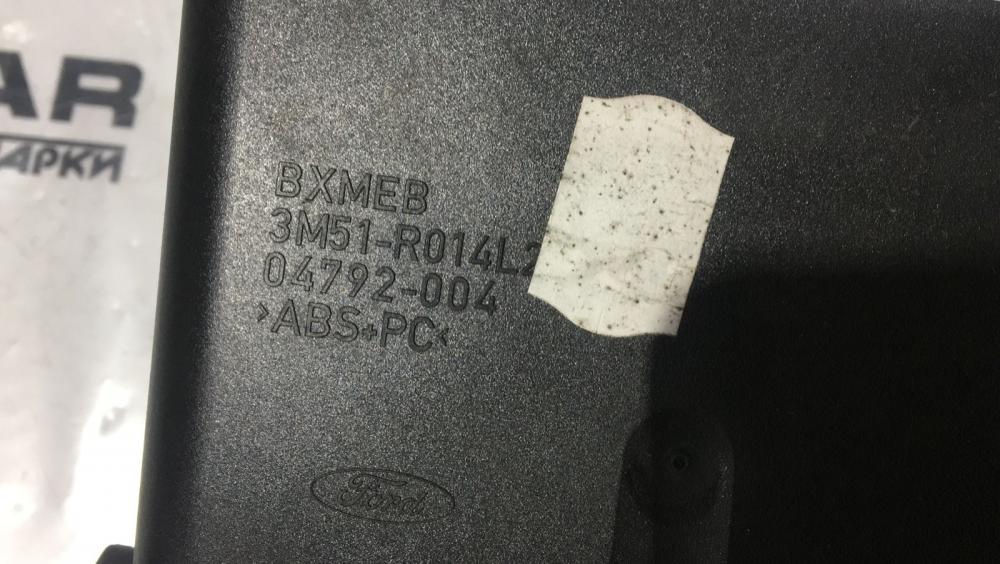 AR
АРКИ
BXMEB
3M51-R014L2
04792-004
>ABS+PC<
Ford